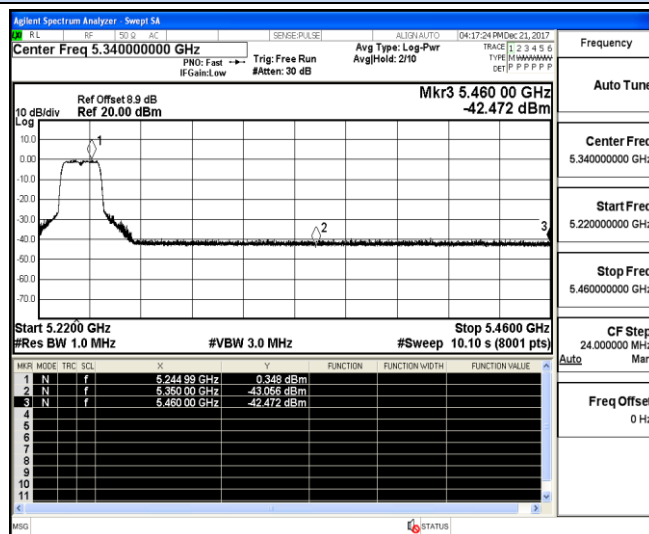 Agilent Spectrum Analyzer - Swept SA
RL RF 50 Ω AC SENSE:PULSE ALIGN AUTO 04:17:24 PM Dec 21, 2017
Center Freq 5.340000000 GHz
PNO: Fast Trig: Free Run Avg Type: Log-Pwr TRACE 1 2 3 4 5 6
IFGain:Low #Atten: 30 dB Avg|Hold: 2/10 TYPE M WWWWW
DET P P P P P P
Mkr3 5.460 00 GHz
-42.472 dBm
Ref Offset 8.9 dB
10 dB/div Ref 20.00 dBm
Log
10.0
0.00
-10.0
-20.0
-30.0
-40.0
-50.0
-60.0
-70.0
1
2
3
Start 5.2200 GHz Stop 5.4600 GHz
#Res BW 1.0 MHz #VBW 3.0 MHz #Sweep 10.10 s (8001 pts)
MKR MODE TRC SCL X Y FUNCTION FUNCTION WIDTH FUNCTION VALUE
1 N f 5.244 99 GHz 0.348 dBm
2 N f 5.350 00 GHz -43.056 dBm
3 N f 5.460 00 GHz -42.472 dBm
4
5
6
7
8
9
10
11
MSG STATUS
Frequency
Auto Tune
Center Freq
5.340000000 GHz
Start Freq
5.220000000 GHz
Stop Freq
5.460000000 GHz
CF Step
24.000000 MHz
Auto Man
Freq Offset
0 Hz